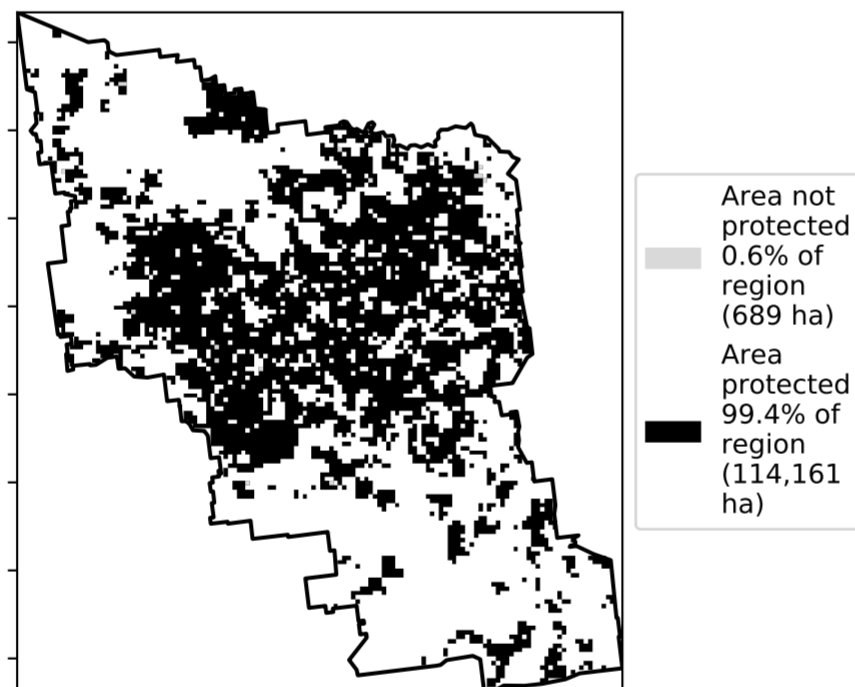 Area not
protected
0.6% of
region
(689 ha)
Area
protected
99.4% of
region
(114,161
ha)